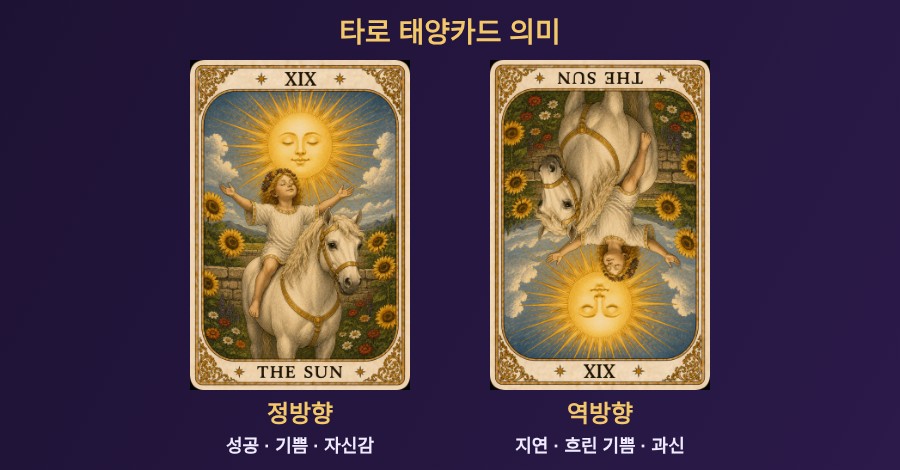 타로 태양카드 의미
XIX
THE SUN
정방향
성공 · 기쁨 · 자신감
THE SUN
XIX
역방향
지연 · 흐린 기쁨 · 과신